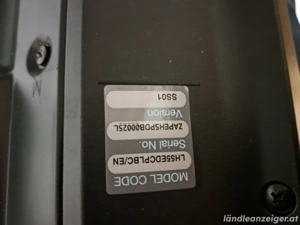 MODEL CODE
LH55EDCPLBC/EN
Serial No.
ZAPEHSPDB00025L
Version
SS01
ländleanzeiger.at